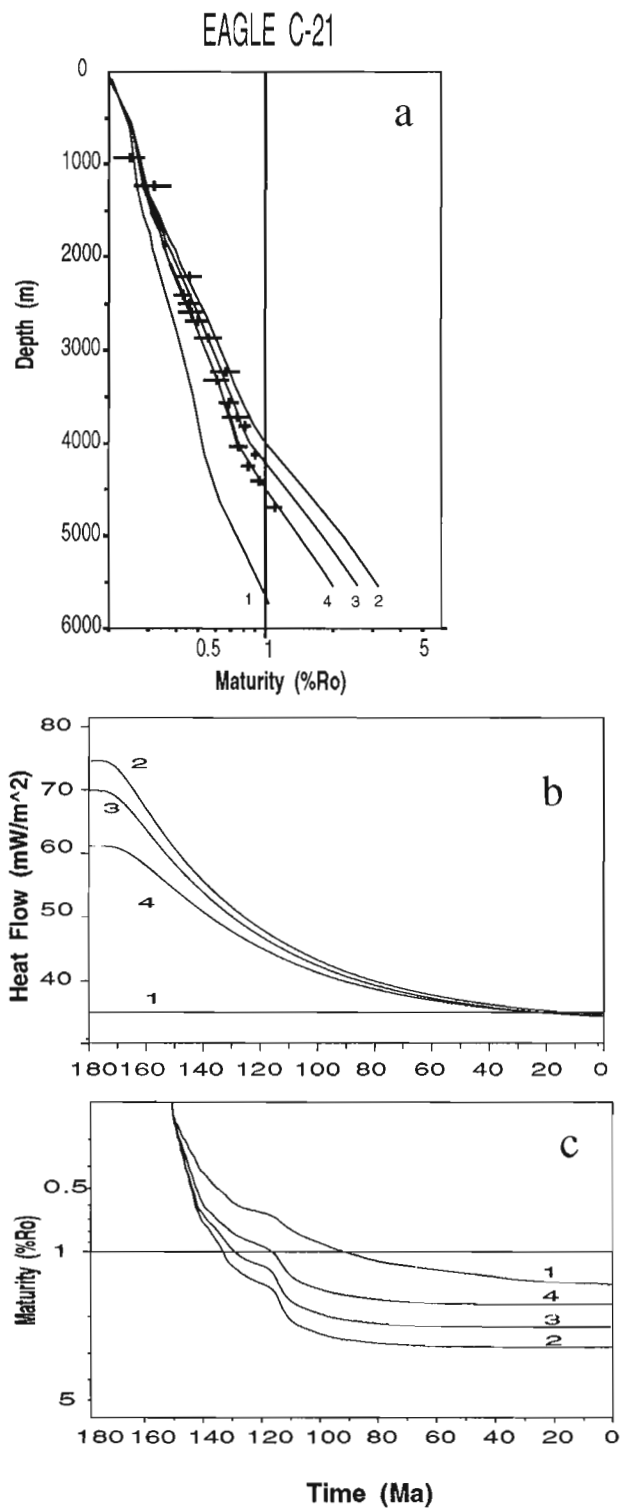 EAGLE C-21
a
0
1000
2000
3000
4000
5000
6000
Depth (m)
1 4 3 2
0.5 1 5
Maturity (%Ro)
b
80
70
60
50
40
Heat Flow (mW/m^2)
2
3
4
1
180 160 140 120 100 80 60 40 20 0
c
0.5
1
5
Maturity (%Ro)
1
4
3
2
180 160 140 120 100 80 60 40 20 0
Time (Ma)